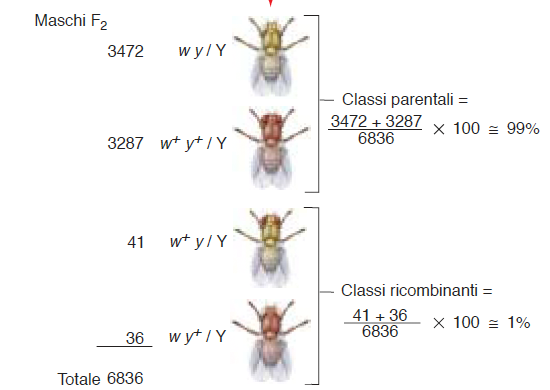 Maschi F2
3472 w y / Y
Classi parentali =
3472 + 3287
6836
× 100 ≅ 99%
3287 w+ y+ / Y
41 w+ y / Y
Classi ricombinanti =
41 + 36
6836
× 100 ≅ 1%
36 w y+ / Y
Totale 6836